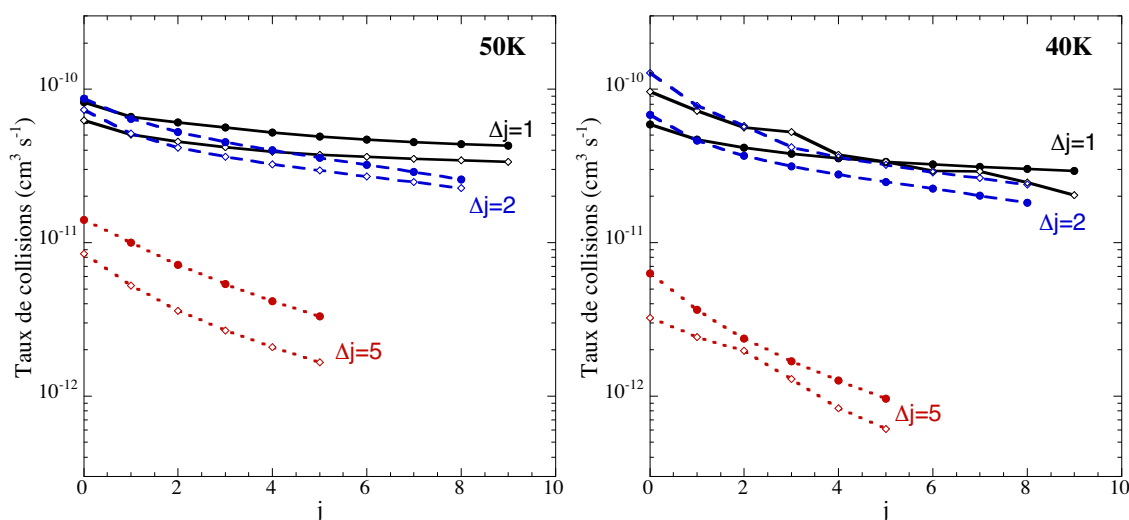 50K
Taux de collisions (cm³ s⁻¹)
10⁻¹⁰
10⁻¹¹
10⁻¹²
Δj=1
Δj=2
Δj=5
0 2 4 6 8 10
j
40K
Taux de collisions (cm³ s⁻¹)
10⁻¹⁰
10⁻¹¹
10⁻¹²
Δj=1
Δj=2
Δj=5
0 2 4 6 8 10
j